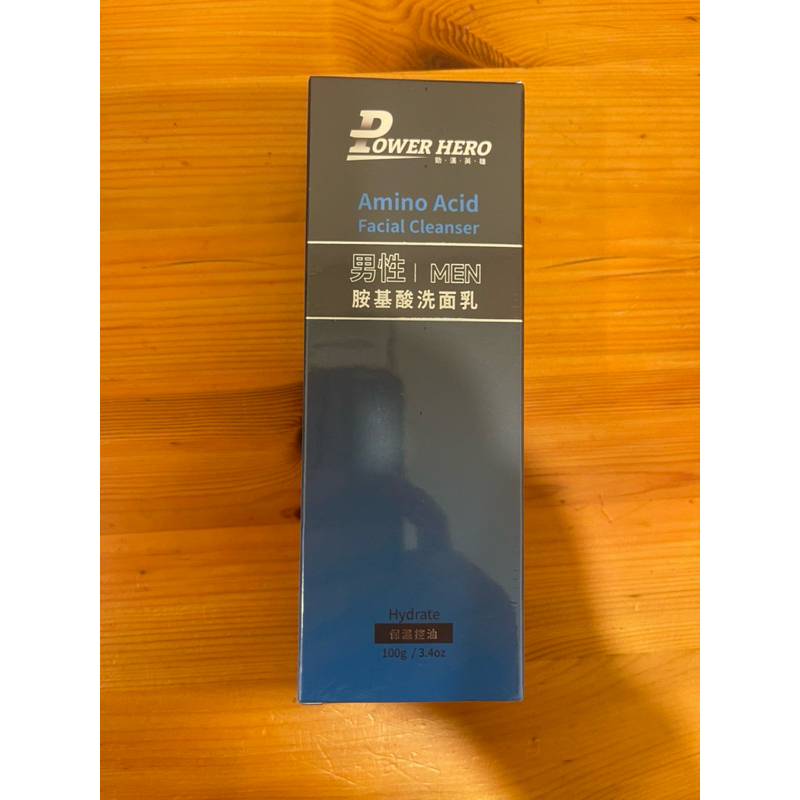 POWER HERO
勁·漢·英·雄
Amino Acid
Facial Cleanser
男性 | MEN
胺基酸洗面乳
Hydrate
保濕控油
100g / 3.4oz